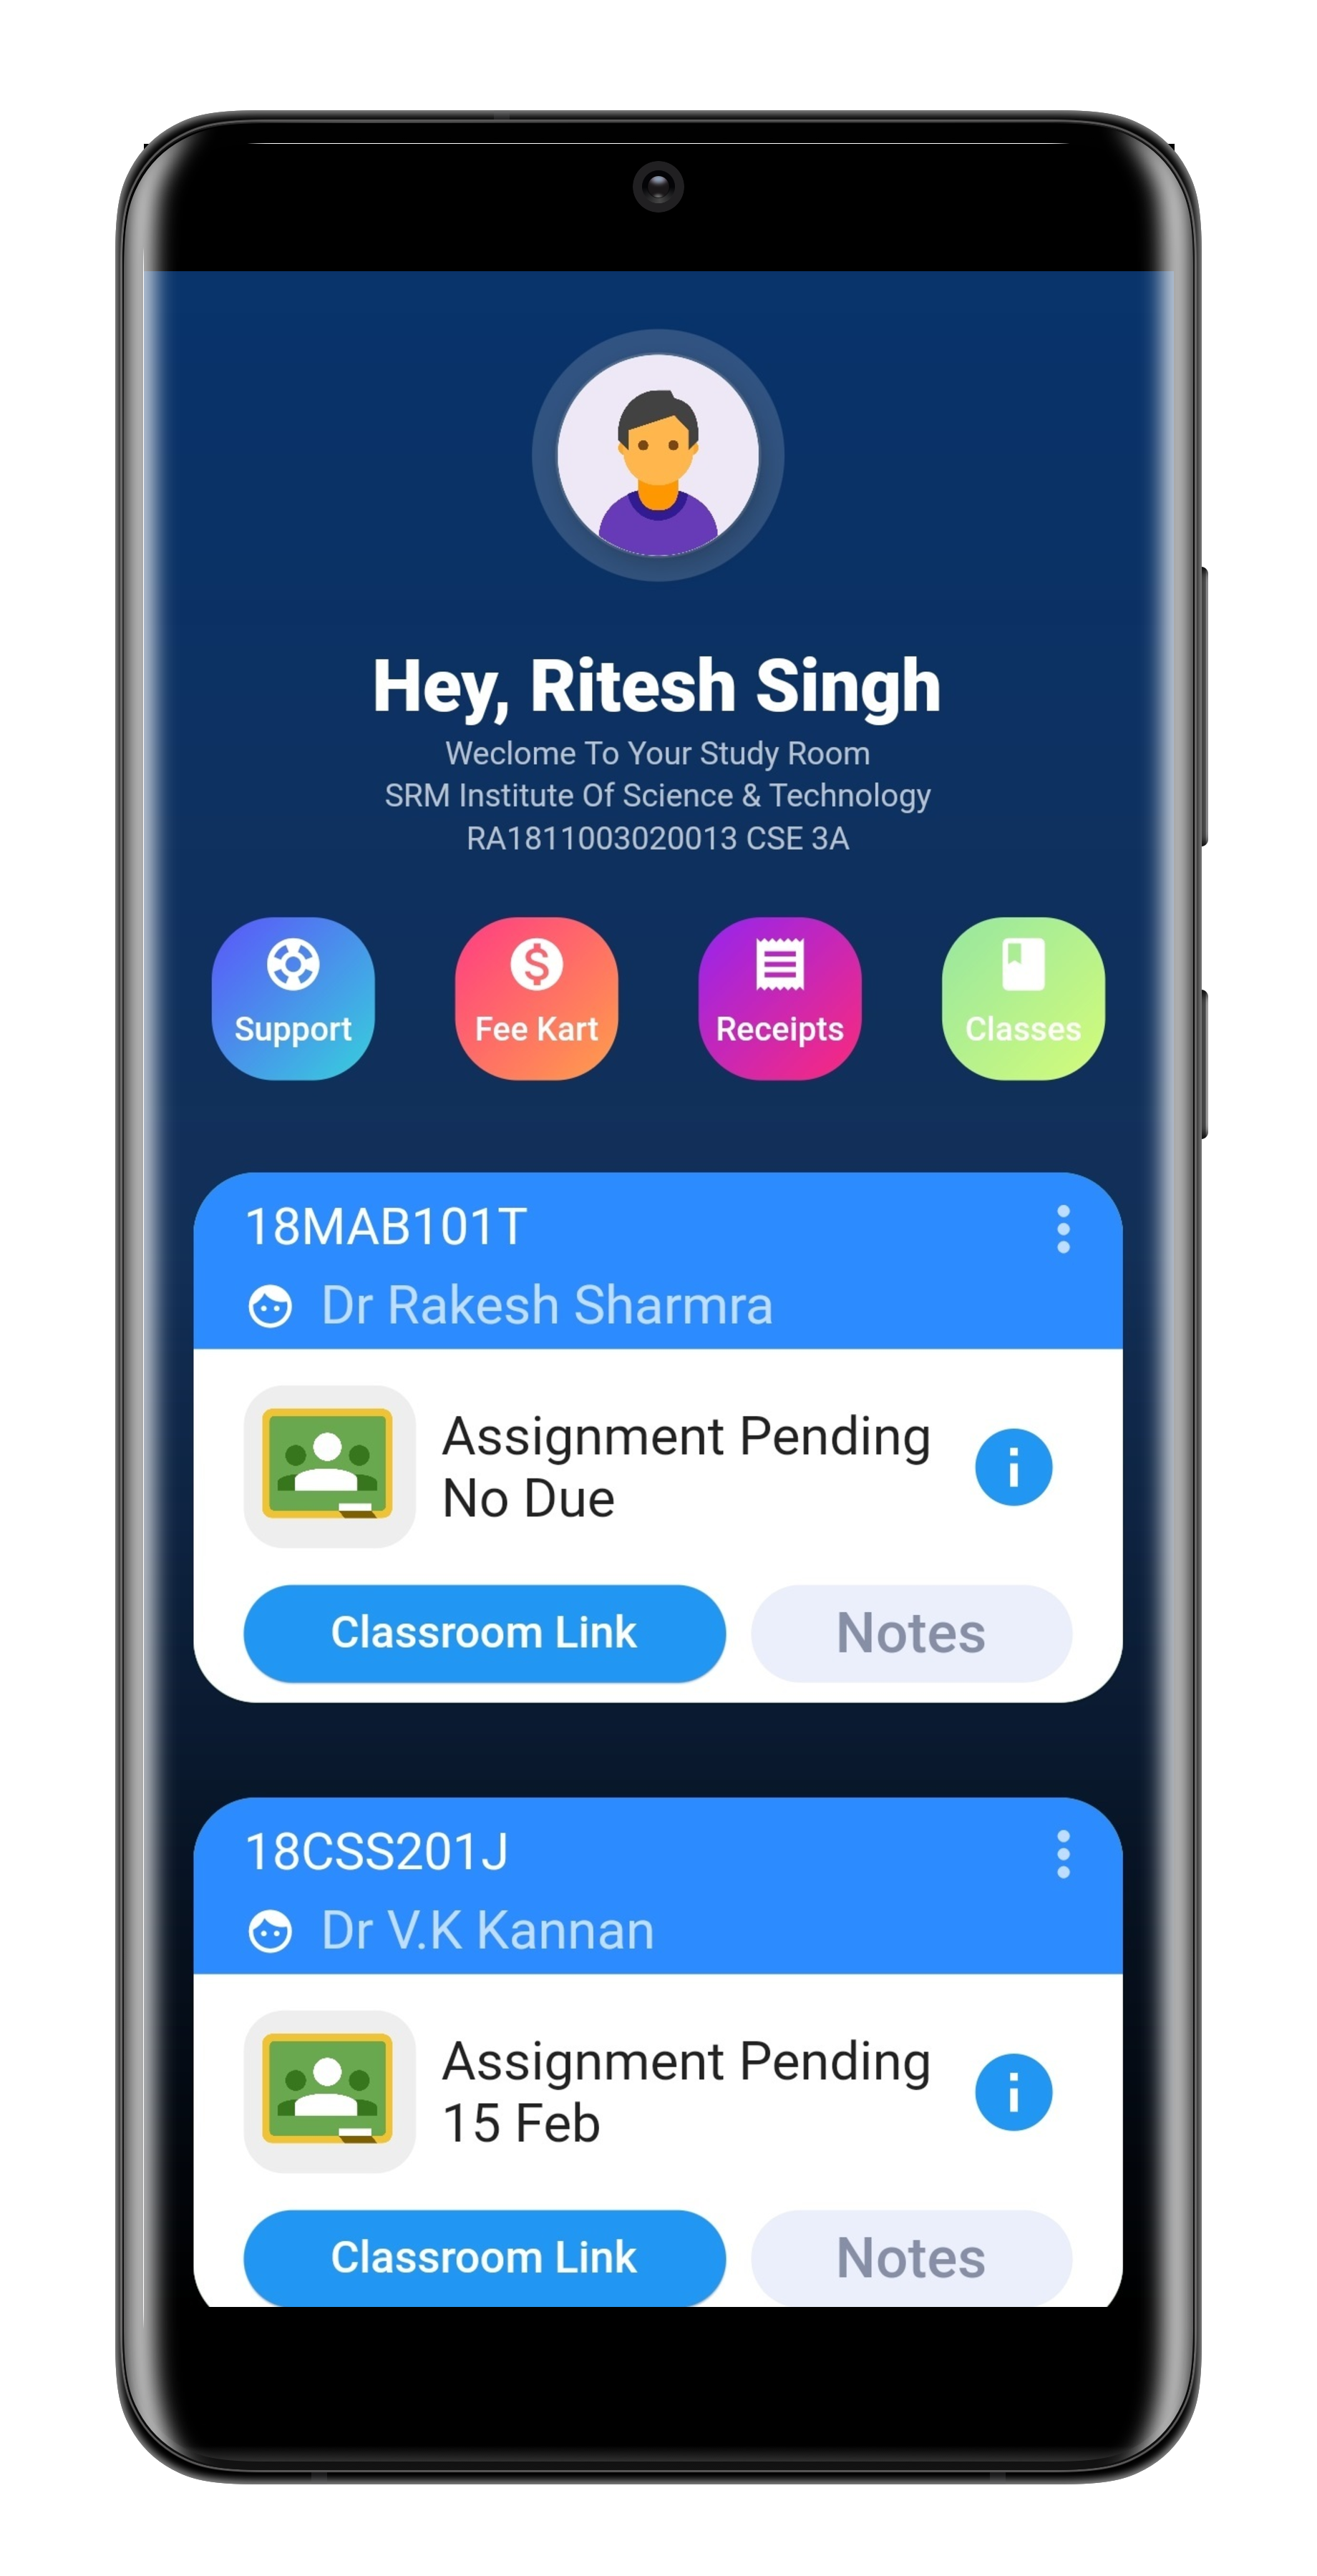 Hey, Ritesh Singh
Weclome To Your Study Room
SRM Institute Of Science & Technology
RA1811003020013 CSE 3A
Support
Fee Kart
Receipts
Classes
18MAB101T
Dr Rakesh Sharmra
Assignment Pending
No Due
Classroom Link
Notes
18CSS201J
Dr V.K Kannan
Assignment Pending
15 Feb
Classroom Link
Notes